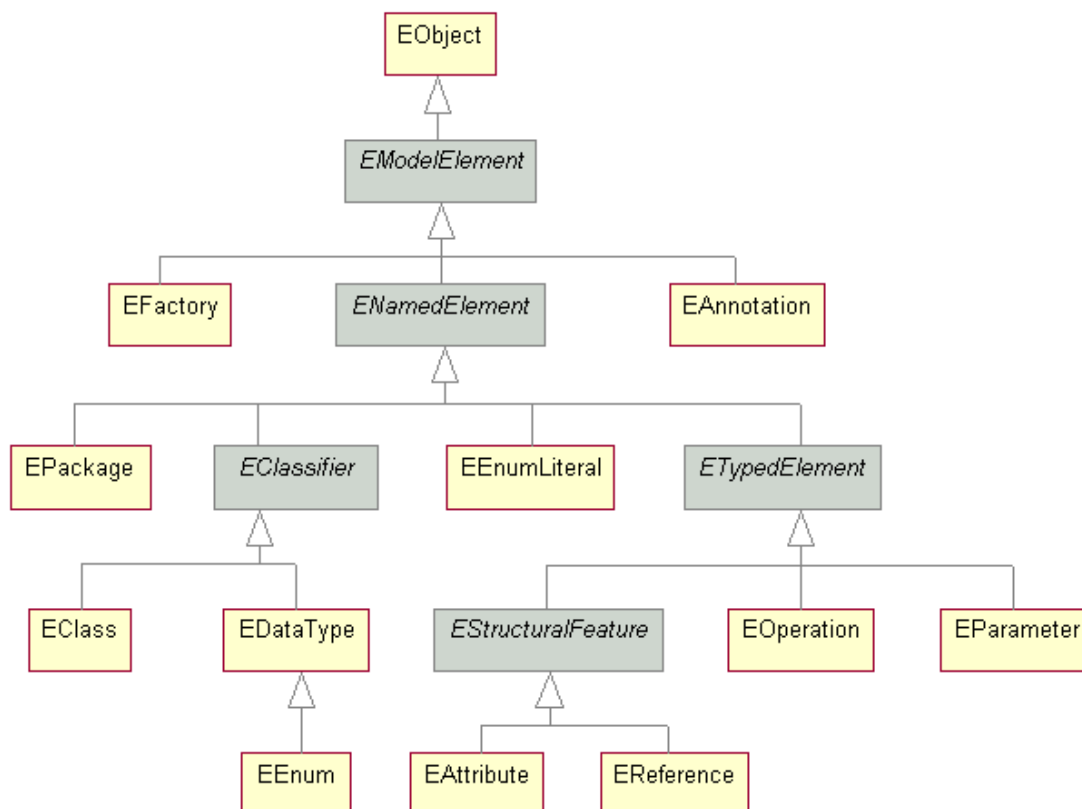 EObject
EModelElement
EFactory
ENamedElement
EAnnotation
EPackage
EClassifier
EEnumLiteral
ETypedElement
EClass
EDataType
EStructuralFeature
EOperation
EParameter
EEnum
EAttribute
EReference